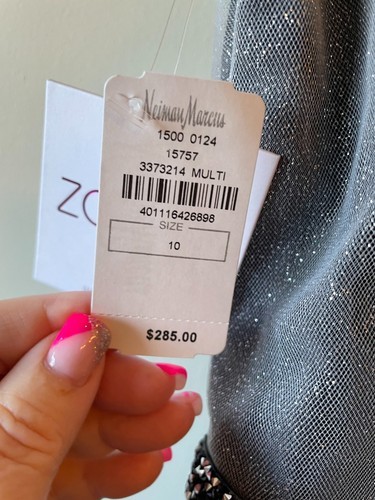 Neiman Marcus
1500 0124
15757
3373214 MULTI
401116426898
SIZE
10
$285.00
ZO